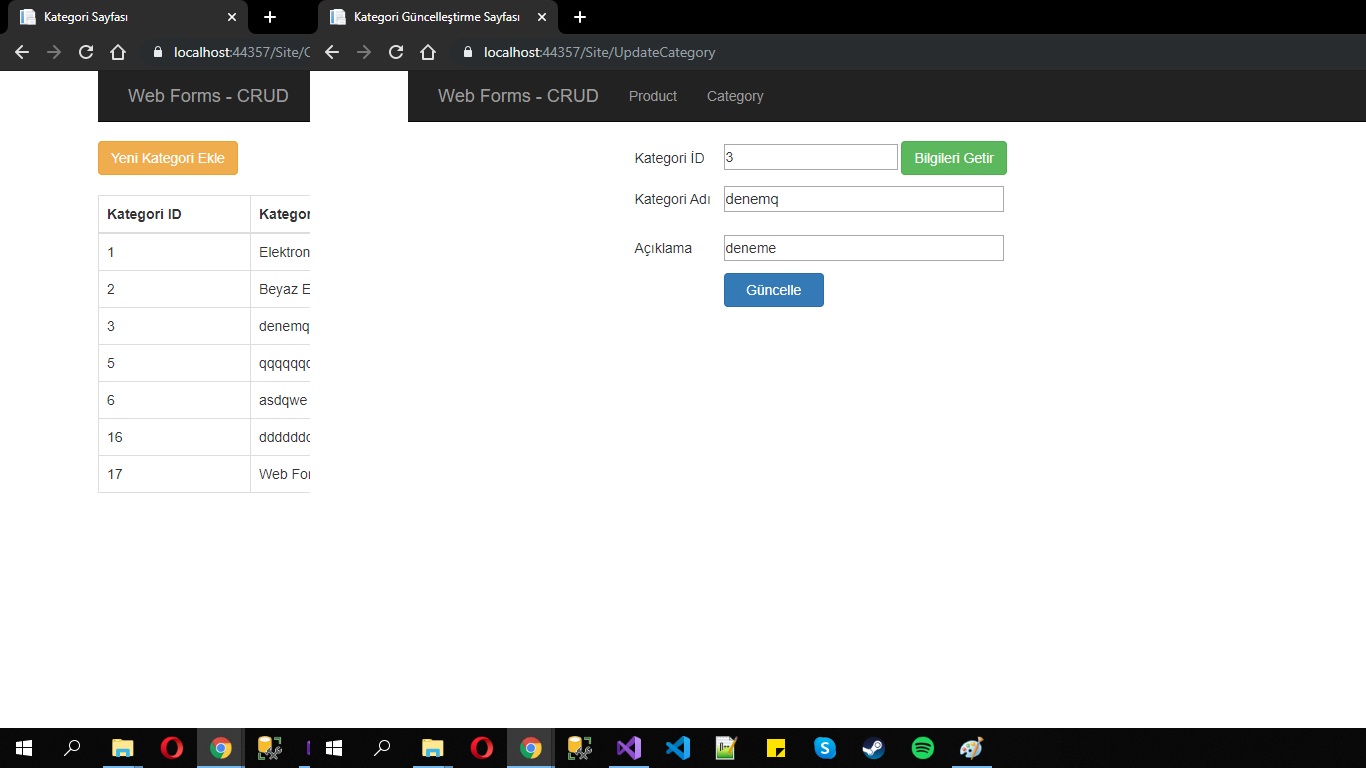 Kategori Sayfası
localhost:44357/Site/
Web Forms - CRUD
Yeni Kategori Ekle
Kategori ID Kategor
1 Elektron
2 Beyaz E
3 denemq
5
6 asdqwe
16
17 Web For
Kategori Güncelleştirme Sayfası
localhost:44357/Site/UpdateCategory
Web Forms - CRUD Product Category
Kategori İD 3 Bilgileri Getir
Kategori Adı denemq
Açıklama deneme
Güncelle